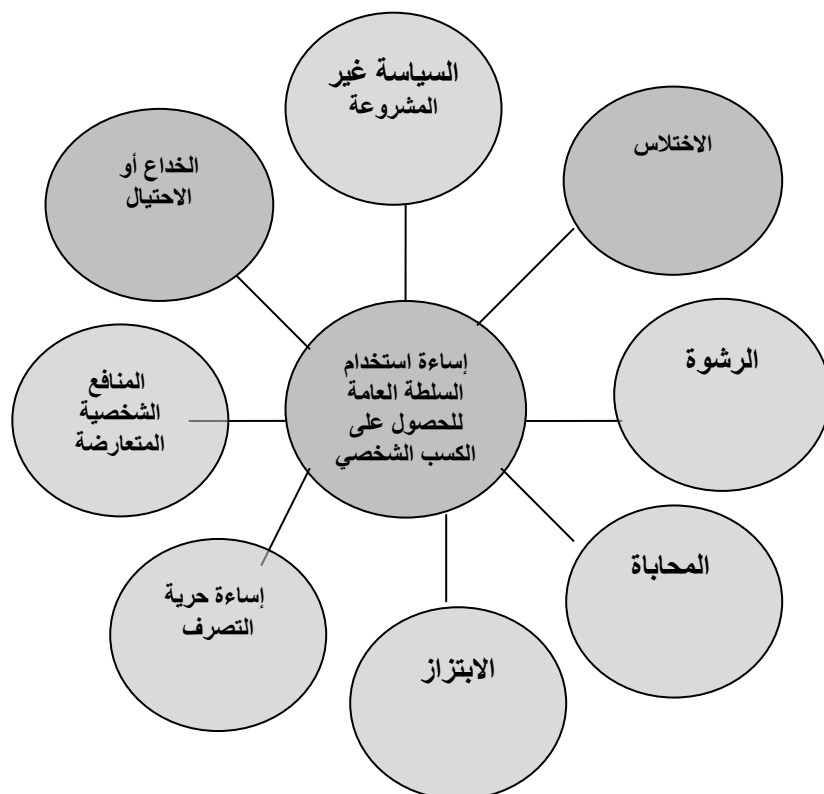 السياسة غير
المشروعة
الاختلاس
الخداع أو
الاحتيال
إساءة استخدام
السلطة العامة
للحصول على
الكسب الشخصي
الرشوة
المنافع
الشخصية
المتعارضة
المحاباة
إساءة حرية
التصرف
الابتزاز